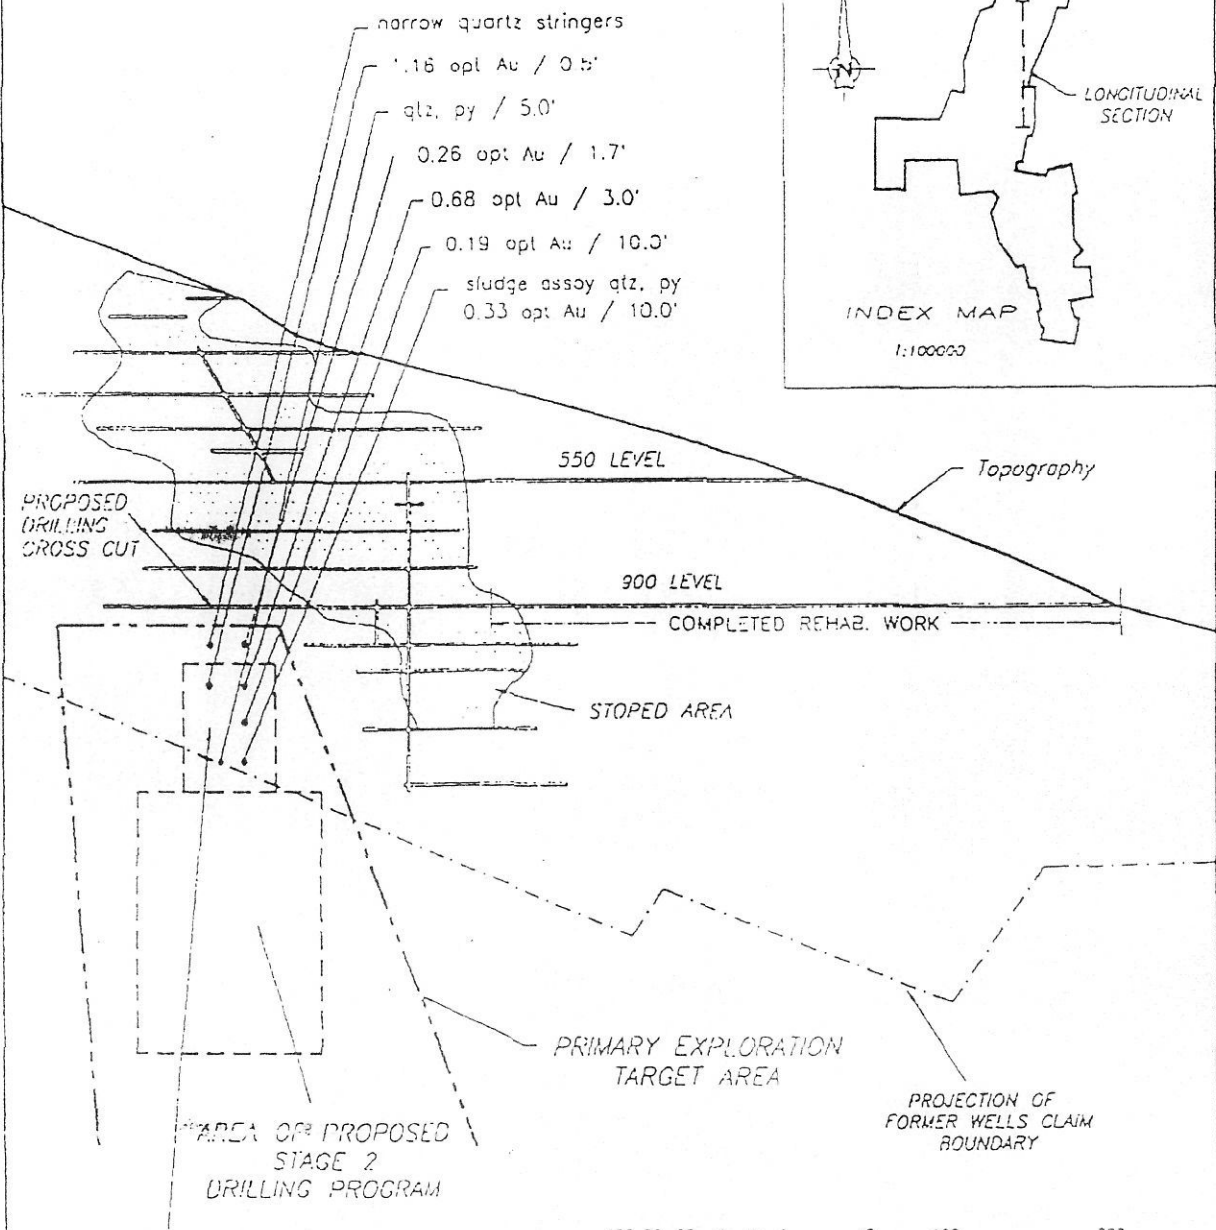 narrow quartz stringers
1.16 opt Au / 0.5'
qtz, py / 5.0'
0.26 opt Au / 1.7'
0.68 opt Au / 3.0'
0.19 opt Au / 10.0'
sludge assay qtz, py
0.33 opt Au / 10.0'
N
LONGITUDINAL
SECTION
INDEX MAP
1:100000
550 LEVEL
Topography
PROPOSED
DRILLING
CROSS CUT
900 LEVEL
COMPLETED REHAB. WORK
STOPED AREA
PRIMARY EXPLORATION
TARGET AREA
PROJECTION OF
FORMER WELLS CLAIM
BOUNDARY
AREA OF PROPOSED
STAGE 2
DRILLING PROGRAM